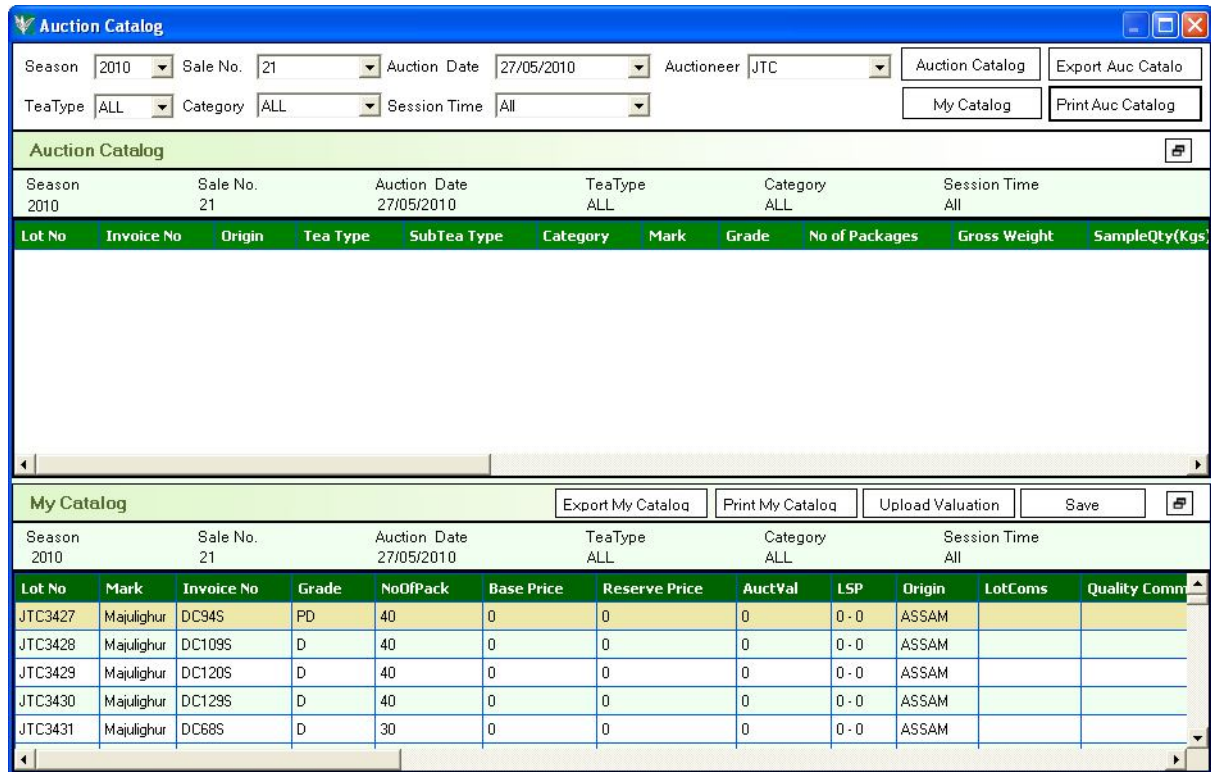 Auction Catalog
Season 2010 Sale No. 21 Auction Date 27/05/2010 Auctioneer JTC Auction Catalog Export Auc Catalo
TeaType ALL Category ALL Session Time All My Catalog Print Auc Catalog
Auction Catalog
Season Sale No. Auction Date TeaType Category Session Time
2010 21 27/05/2010 ALL ALL All
Lot No Invoice No Origin Tea Type SubTea Type Category Mark Grade No of Packages Gross Weight SampleQty(Kgs)
My Catalog Export My Catalog Print My Catalog Upload Valuation Save
Season Sale No. Auction Date TeaType Category Session Time
2010 21 27/05/2010 ALL ALL All
Lot No Mark Invoice No Grade NoOfPack Base Price Reserve Price AuctVal LSP Origin LotComs Quality Comm
JTC3427 Majulighur DC94S PD 40 0 0 0 0 - 0 ASSAM
JTC3428 Majulighur DC109S D 40 0 0 0 0 - 0 ASSAM
JTC3429 Majulighur DC120S D 40 0 0 0 0 - 0 ASSAM
JTC3430 Majulighur DC129S D 40 0 0 0 0 - 0 ASSAM
JTC3431 Majulighur DC68S D 30 0 0 0 0 - 0 ASSAM